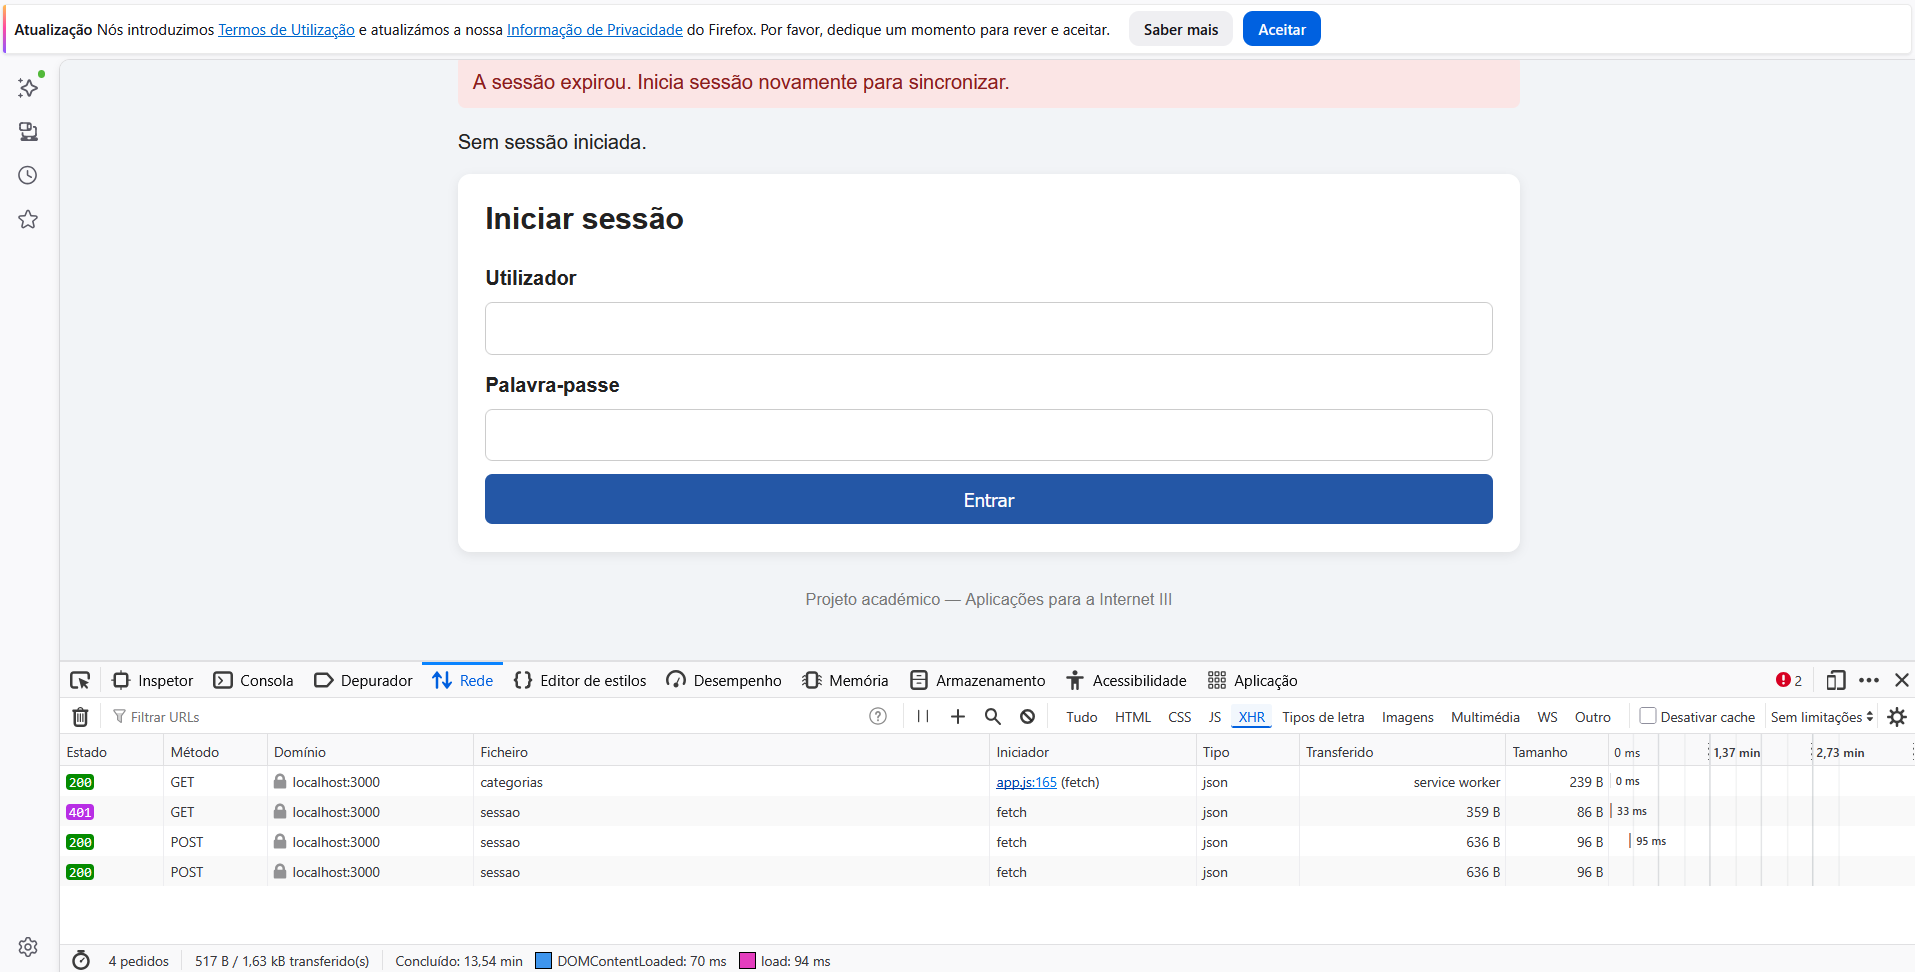 Atualização Nós introduzimos Termos de Utilização e atualizámos a nossa Informação de Privacidade do Firefox. Por favor, dedique um momento para rever e aceitar. Saber mais Aceitar
A sessão expirou. Inicia sessão novamente para sincronizar.
Sem sessão iniciada.
Iniciar sessão
Utilizador
Palavra-passe
Entrar
Projeto académico — Aplicações para a Internet III
Inspetor Consola Depurador Rede Editor de estilos Desempenho Memória Armazenamento Acessibilidade Aplicação 2
Filtrar URLs Tudo HTML CSS JS XHR Tipos de letra Imagens Multimédia WS Outro Desativar cache Sem limitações
Estado Método Domínio Ficheiro Iniciador Tipo Transferido Tamanho 0 ms 1,37 min 2,73 min
200 GET localhost:3000 categorias app.js:165 (fetch) json service worker 239 B 0 ms
401 GET localhost:3000 sessao fetch json 359 B 86 B 33 ms
200 POST localhost:3000 sessao fetch json 636 B 96 B 95 ms
200 POST localhost:3000 sessao fetch json 636 B 96 B
4 pedidos 517 B / 1,63 kB transferido(s) Concluído: 13,54 min DOMContentLoaded: 70 ms load: 94 ms